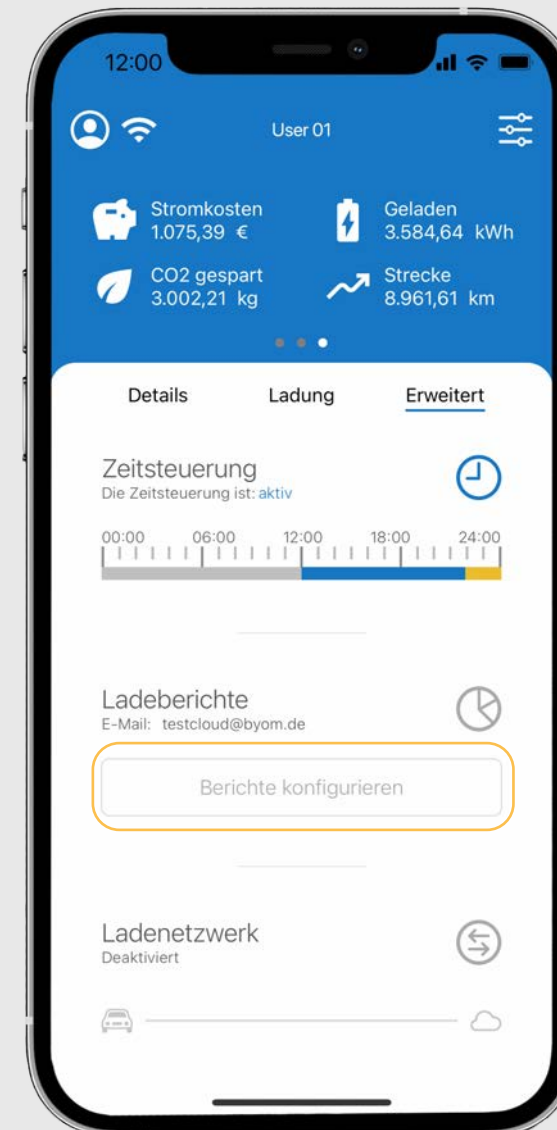 12:00
User 01
Stromkosten
1.075,39 €
Geladen
3.584,64 kWh
CO2 gespart
3.002,21 kg
Strecke
8.961,61 km
Details Ladung Erweitert
Zeitsteuerung
Die Zeitsteuerung ist: aktiv
00:00 06:00 12:00 18:00 24:00
Ladeberichte
E-Mail: testcloud@byom.de
Berichte konfigurieren
Ladenetzwerk
Deaktiviert